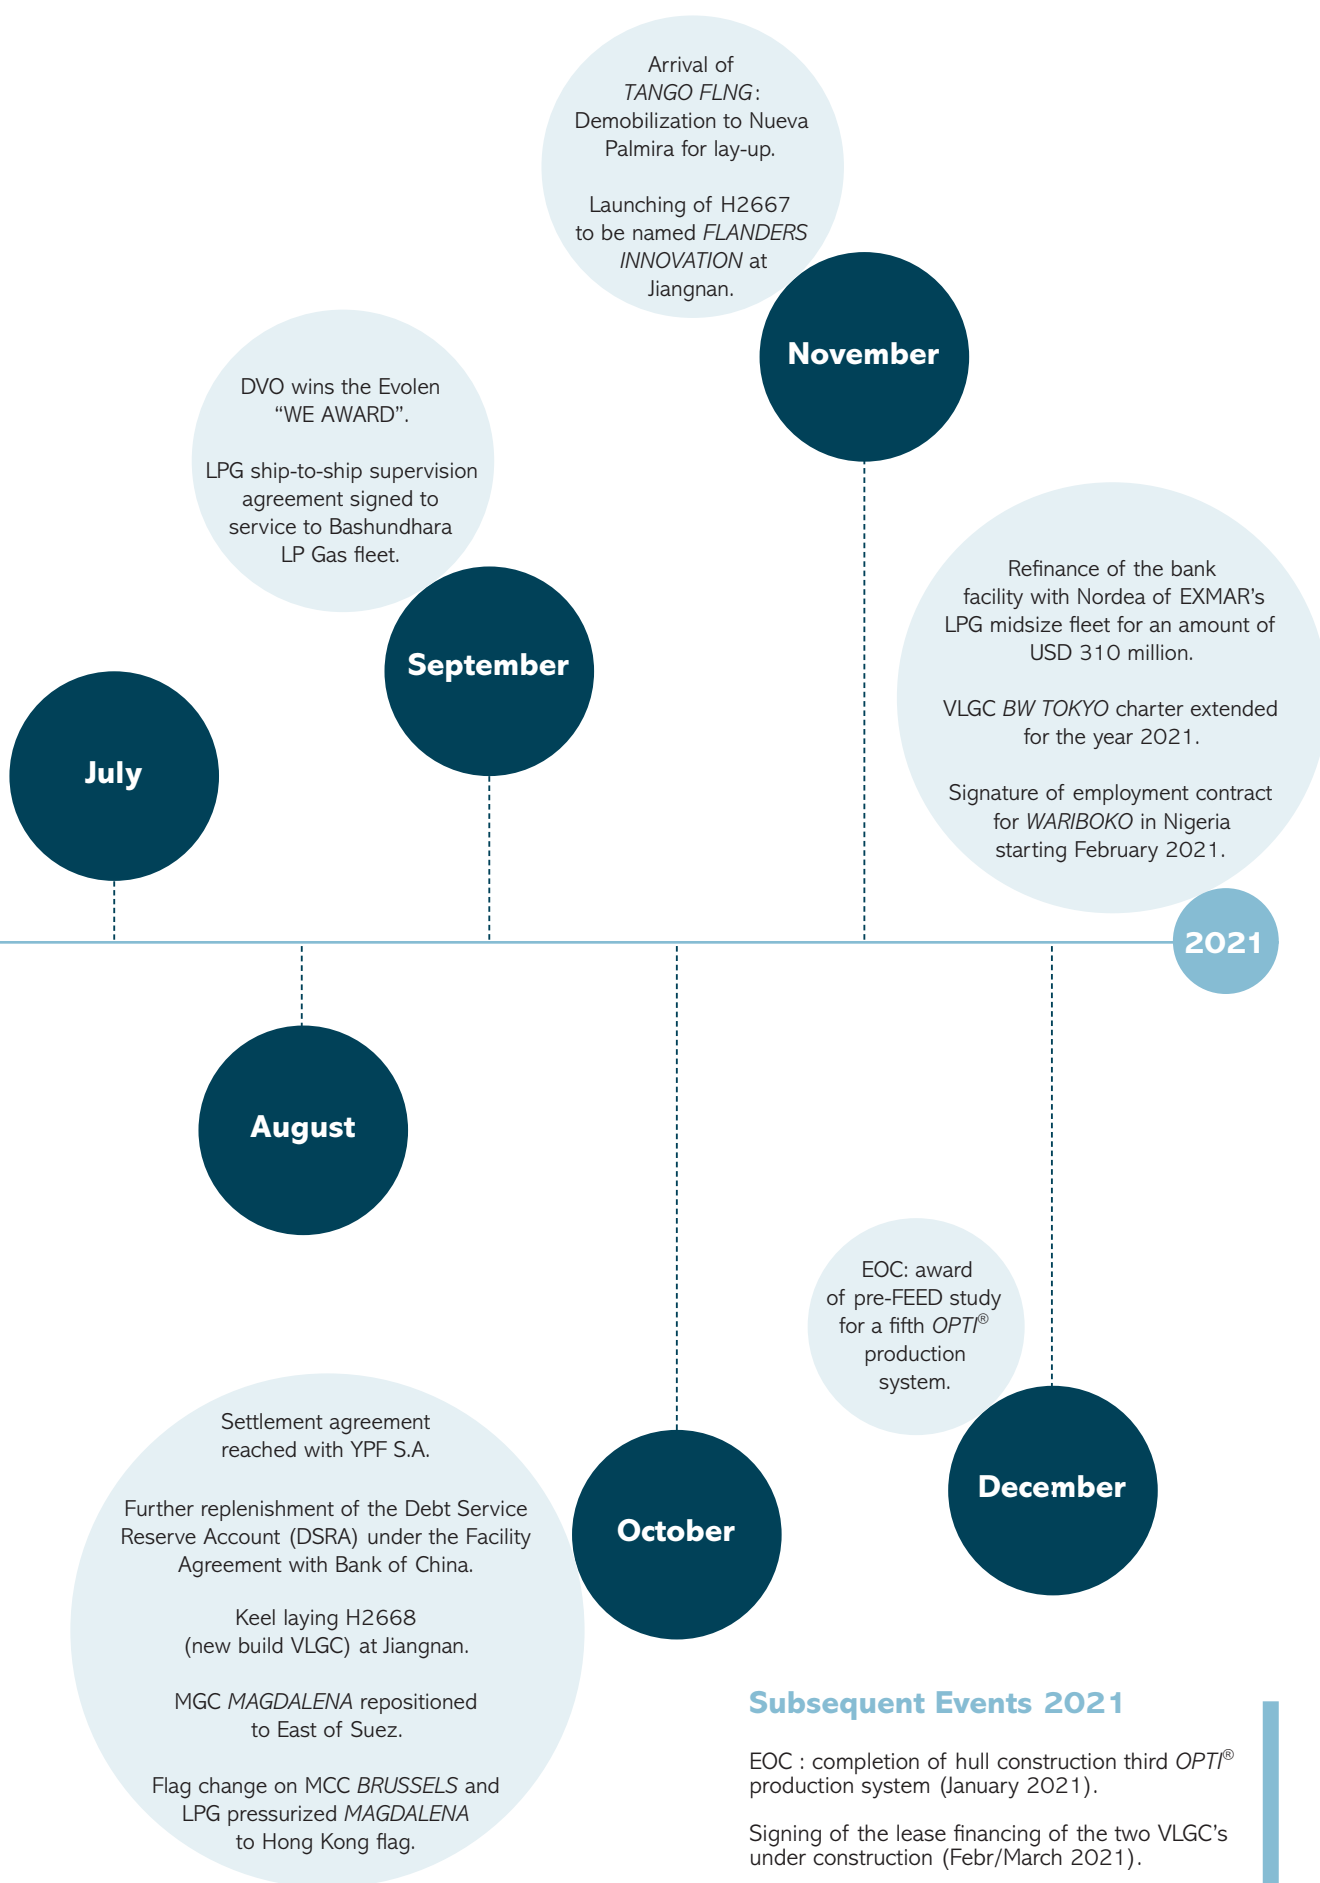 Arrival of
TANGO FLNG:
Demobilization to Nueva
Palmira for lay-up.
Launching of H2667
to be named FLANDERS
INNOVATION at
Jiangnan.
November
DVO wins the Evolen
“WE AWARD”.
LPG ship-to-ship supervision
agreement signed to
service to Bashundhara
LP Gas fleet.
September
July
Refinance of the bank
facility with Nordea of EXMAR’s
LPG midsize fleet for an amount of
USD 310 million.
VLGC BW TOKYO charter extended
for the year 2021.
Signature of employment contract
for WARIBOKO in Nigeria
starting February 2021.
2021
August
EOC: award
of pre-FEED study
for a fifth OPTI®
production
system.
December
Settlement agreement
reached with YPF S.A.
Further replenishment of the Debt Service
Reserve Account (DSRA) under the Facility
Agreement with Bank of China.
Keel laying H2668
(new build VLGC) at Jiangnan.
MGC MAGDALENA repositioned
to East of Suez.
Flag change on MCC BRUSSELS and
LPG pressurized MAGDALENA
to Hong Kong flag.
October
Subsequent Events 2021
EOC : completion of hull construction third OPTI®
production system (January 2021).
Signing of the lease financing of the two VLGC’s
under construction (Febr/March 2021).